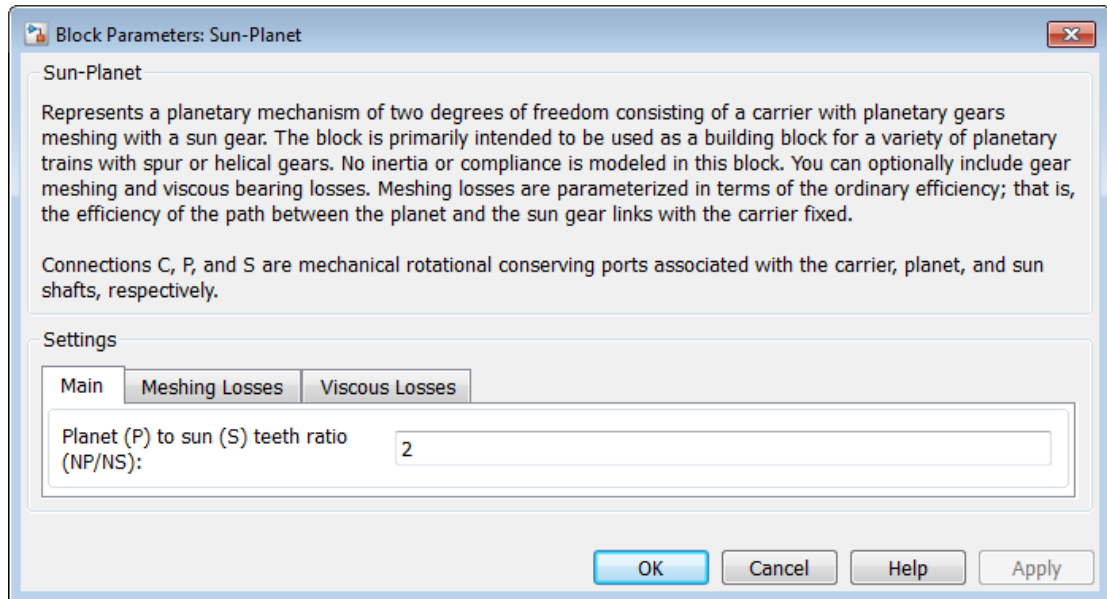 Block Parameters: Sun-Planet
Sun-Planet
Represents a planetary mechanism of two degrees of freedom consisting of a carrier with planetary gears
meshing with a sun gear. The block is primarily intended to be used as a building block for a variety of planetary
trains with spur or helical gears. No inertia or compliance is modeled in this block. You can optionally include gear
meshing and viscous bearing losses. Meshing losses are parameterized in terms of the ordinary efficiency; that is,
the efficiency of the path between the planet and the sun gear links with the carrier fixed.
Connections C, P, and S are mechanical rotational conserving ports associated with the carrier, planet, and sun
shafts, respectively.
Settings
Main Meshing Losses Viscous Losses
Planet (P) to sun (S) teeth ratio
(NP/NS):
2
OK Cancel Help Apply